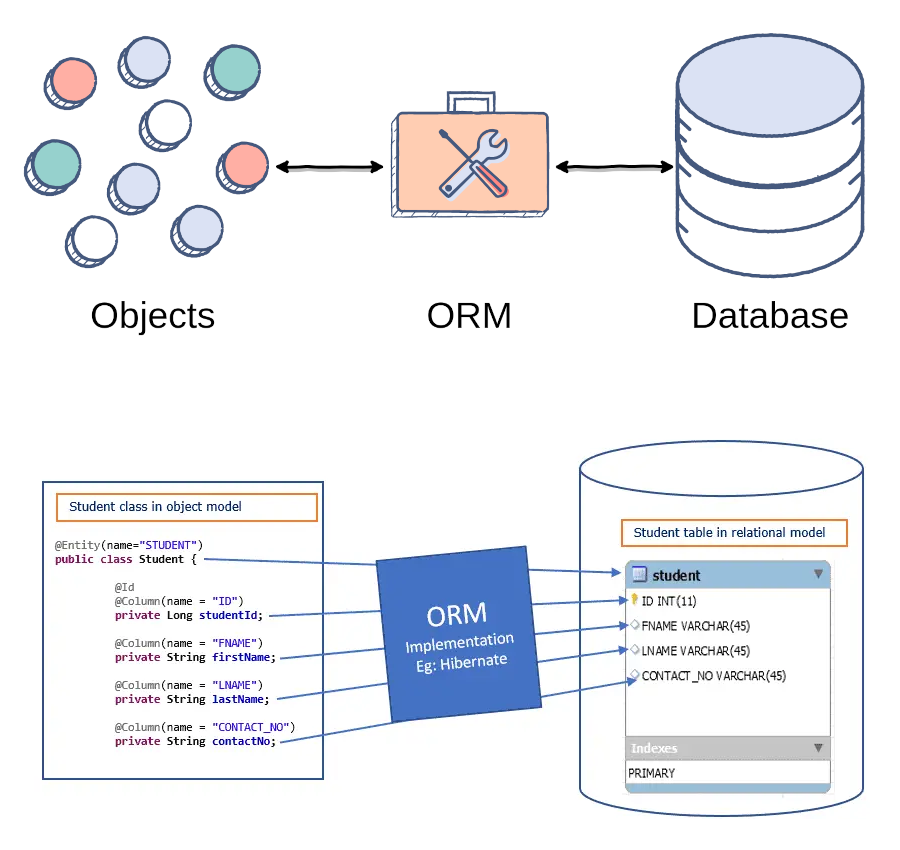 Objects
ORM
Database
Student class in object model
@Entity(name="STUDENT")
public class Student {
@Id
@Column(name = "ID")
private Long studentId;
@Column(name = "FNAME")
private String firstName;
@Column(name = "LNAME")
private String lastName;
@Column(name = "CONTACT_NO")
private String contactNo;
ORM
Implementation
Eg: Hibernate
Student table in relational model
student
ID INT(11)
FNAME VARCHAR(45)
LNAME VARCHAR(45)
CONTACT_NO VARCHAR(45)
Indexes
PRIMARY